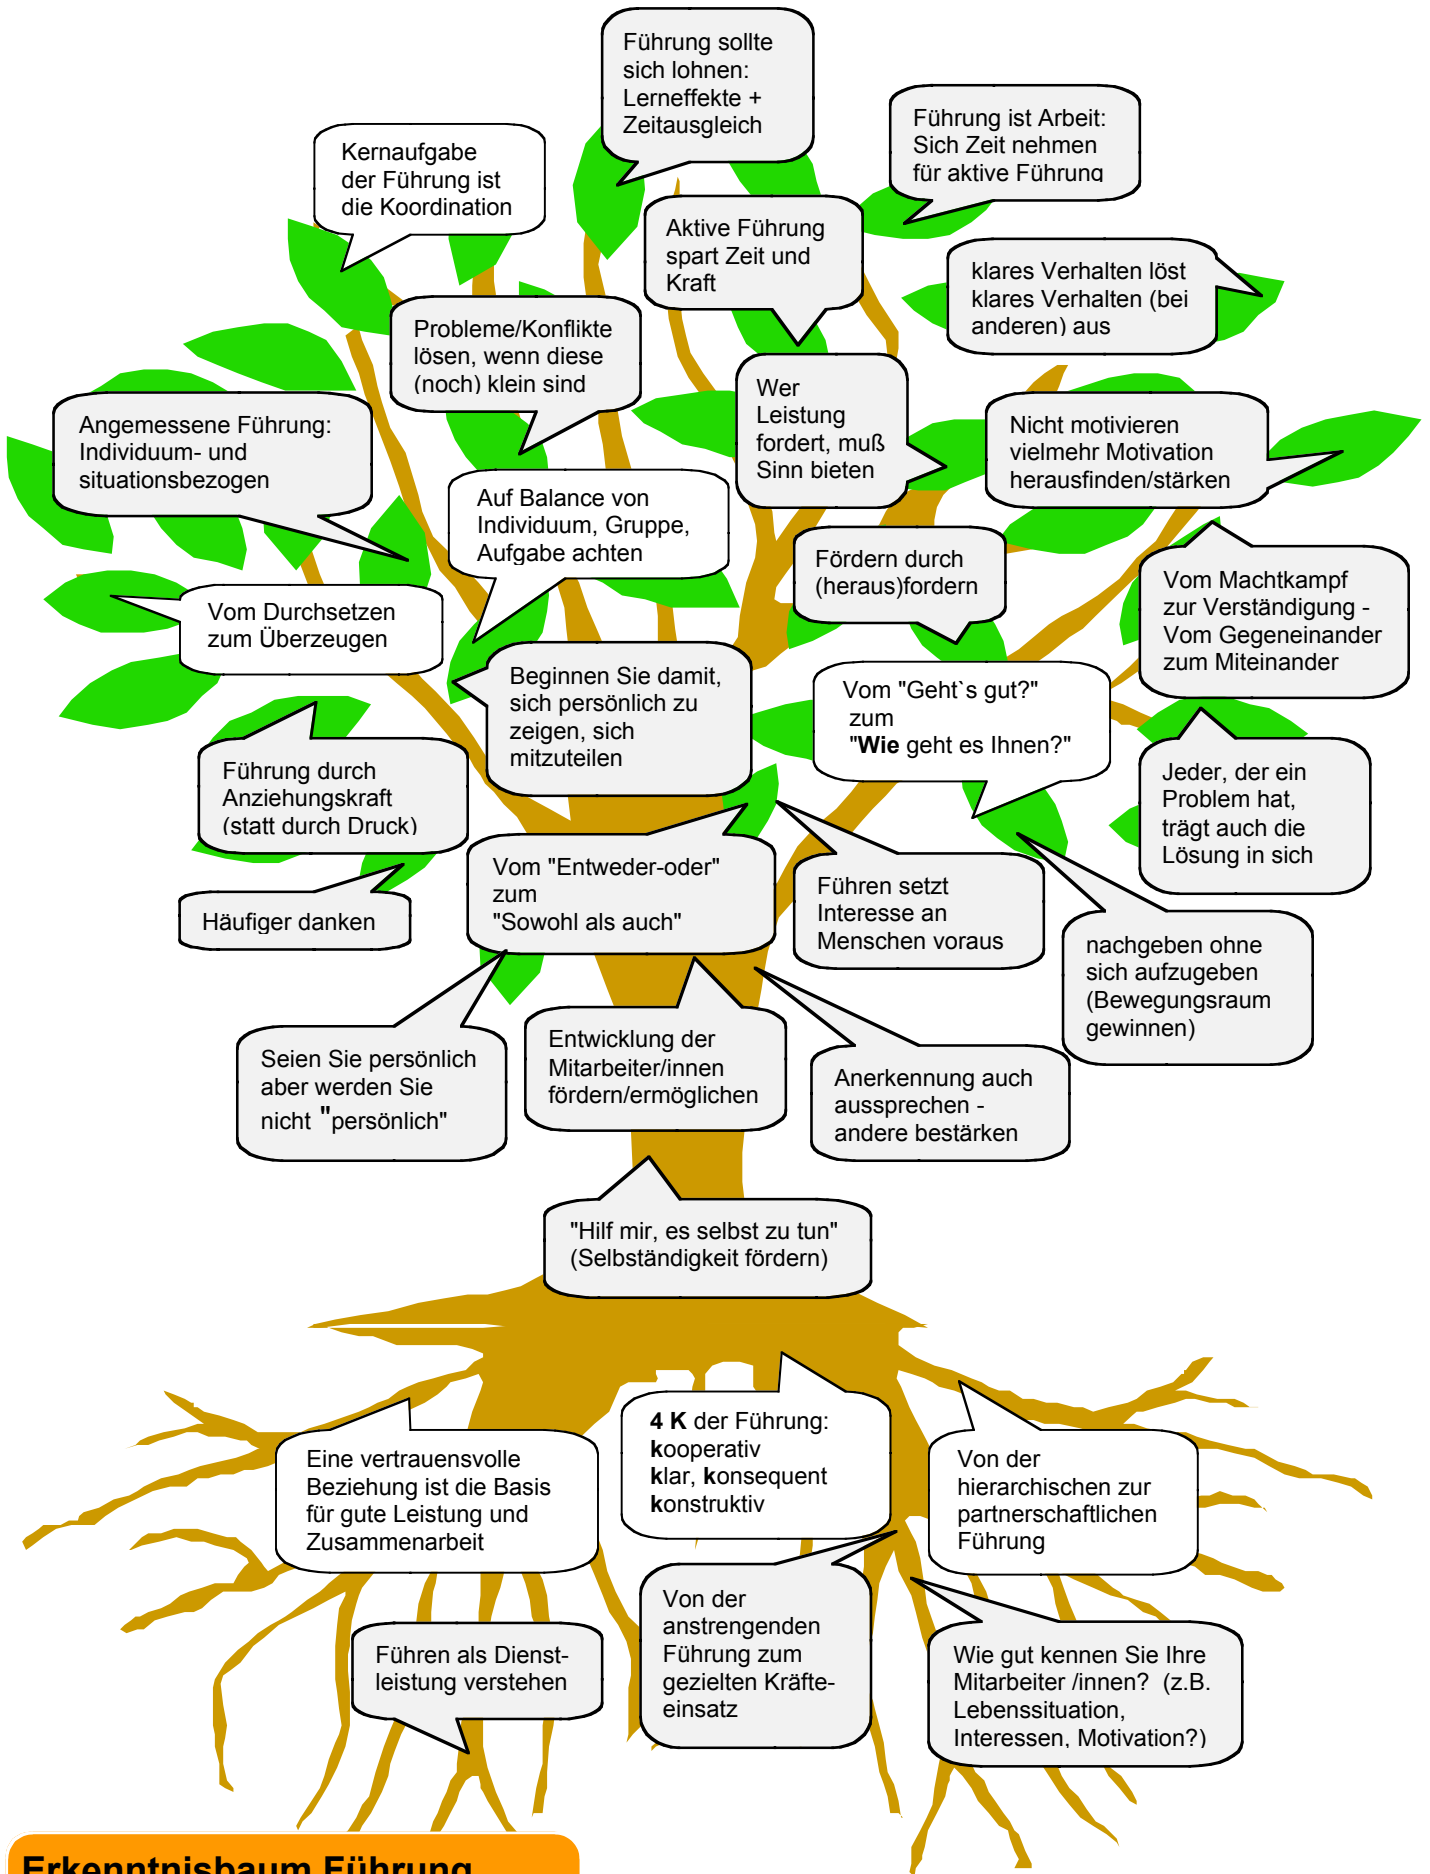 Führung sollte
sich lohnen:
Lerneffekte +
Zeitausgleich
Führung ist Arbeit:
Sich Zeit nehmen
für aktive Führung
Kernaufgabe
der Führung ist
die Koordination
Aktive Führung
spart Zeit und
Kraft
klares Verhalten löst
klares Verhalten (bei
anderen) aus
Probleme/Konflikte
lösen, wenn diese
(noch) klein sind
Wer
Leistung
fordert, muß
Sinn bieten
Angemessene Führung:
Individuum- und
situationsbezogen
Nicht motivieren
vielmehr Motivation
herausfinden/stärken
Auf Balance von
Individuum, Gruppe,
Aufgabe achten
Fördern durch
(heraus)fordern
Vom Machtkampf
zur Verständigung -
Vom Gegeneinander
zum Miteinander
Vom Durchsetzen
zum Überzeugen
Beginnen Sie damit,
sich persönlich zu
zeigen, sich
mitzuteilen
Vom "Geht`s gut?"
zum
"Wie geht es Ihnen?"
Führung durch
Anziehungskraft
(statt durch Druck)
Jeder, der ein
Problem hat,
trägt auch die
Lösung in sich
Vom "Entweder-oder"
zum
"Sowohl als auch"
Führen setzt
Interesse an
Menschen voraus
Häufiger danken
nachgeben ohne
sich aufzugeben
(Bewegungsraum
gewinnen)
Seien Sie persönlich
aber werden Sie
nicht "persönlich"
Entwicklung der
Mitarbeiter/innen
fördern/ermöglichen
Anerkennung auch
aussprechen -
andere bestärken
"Hilf mir, es selbst zu tun"
(Selbständigkeit fördern)
4 K der Führung:
kooperativ
klar, konsequent
konstruktiv
Eine vertrauensvolle
Beziehung ist die Basis
für gute Leistung und
Zusammenarbeit
Von der
hierarchischen zur
partnerschaftlichen
Führung
Von der
anstrengenden
Führung zum
gezielten Kräfte-
einsatz
Führen als Dienst-
leistung verstehen
Wie gut kennen Sie Ihre
Mitarbeiter /innen? (z.B.
Lebenssituation,
Interessen, Motivation?)
Erkenntnisbaum Führung